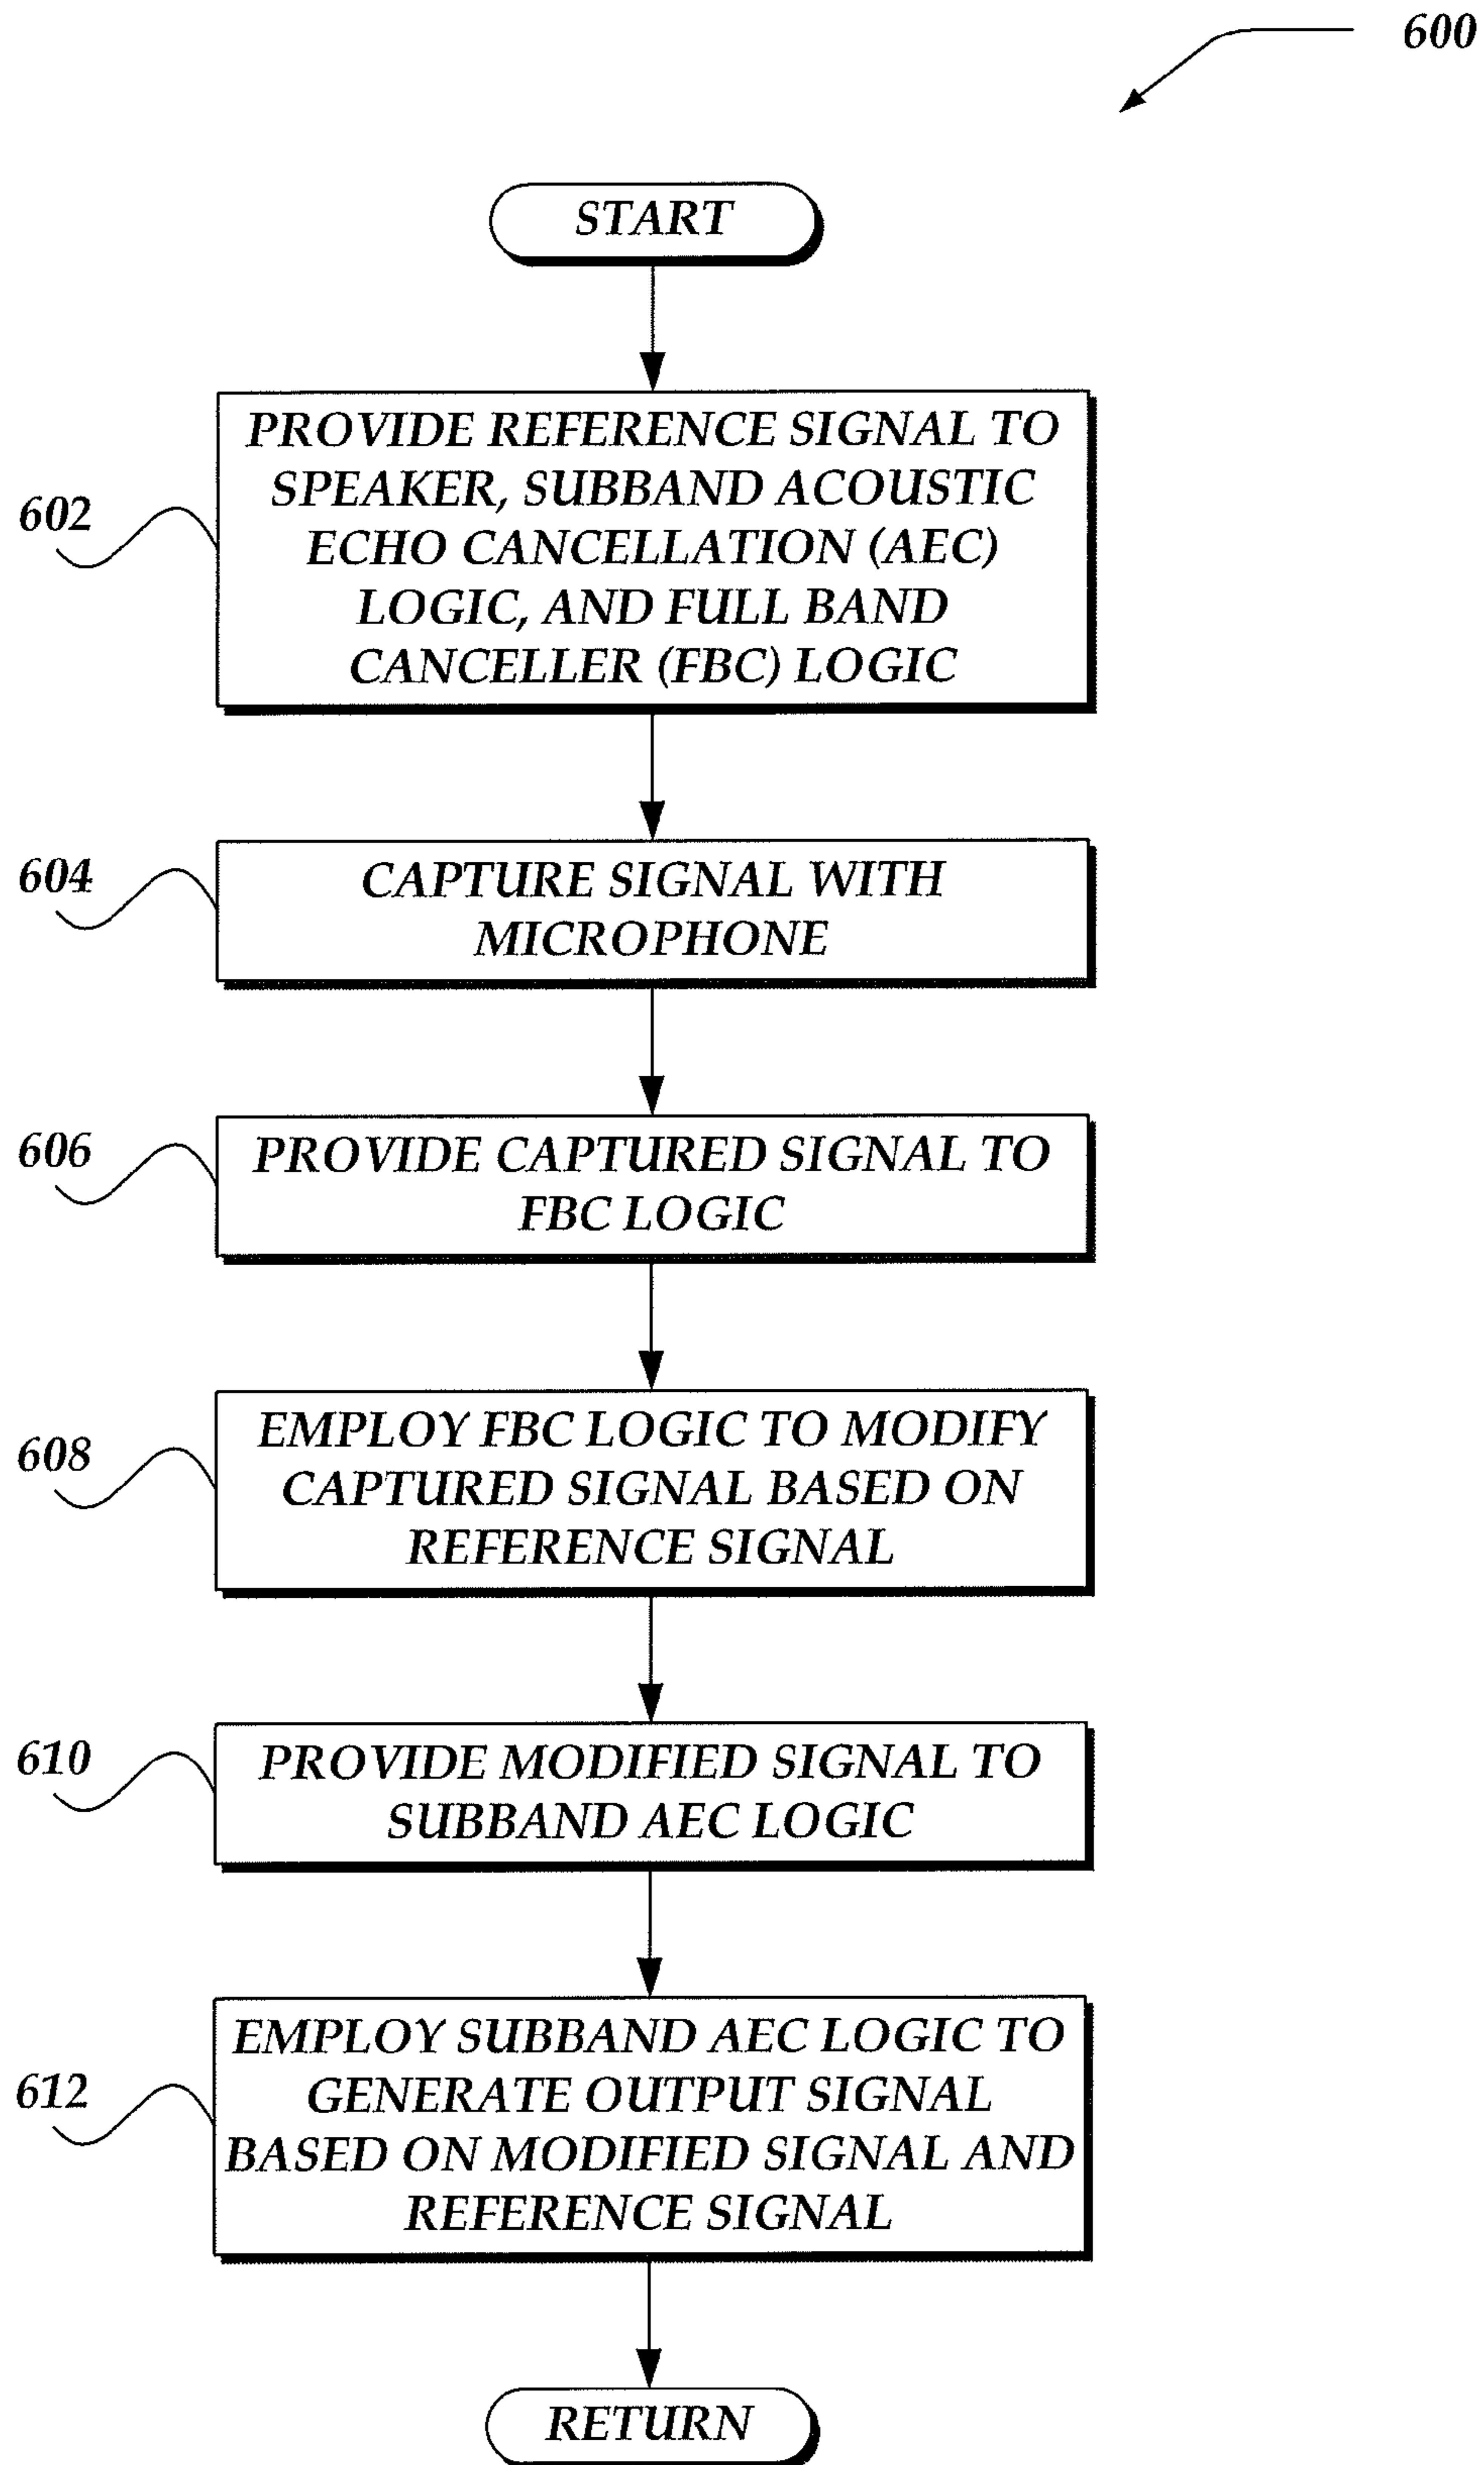 600
START
602
PROVIDE REFERENCE SIGNAL TO
SPEAKER, SUBBAND ACOUSTIC
ECHO CANCELLATION (AEC)
LOGIC, AND FULL BAND
CANCELLER (FBC) LOGIC
604
CAPTURE SIGNAL WITH
MICROPHONE
606
PROVIDE CAPTURED SIGNAL TO
FBC LOGIC
608
EMPLOY FBC LOGIC TO MODIFY
CAPTURED SIGNAL BASED ON
REFERENCE SIGNAL
610
PROVIDE MODIFIED SIGNAL TO
SUBBAND AEC LOGIC
612
EMPLOY SUBBAND AEC LOGIC TO
GENERATE OUTPUT SIGNAL
BASED ON MODIFIED SIGNAL AND
REFERENCE SIGNAL
RETURN